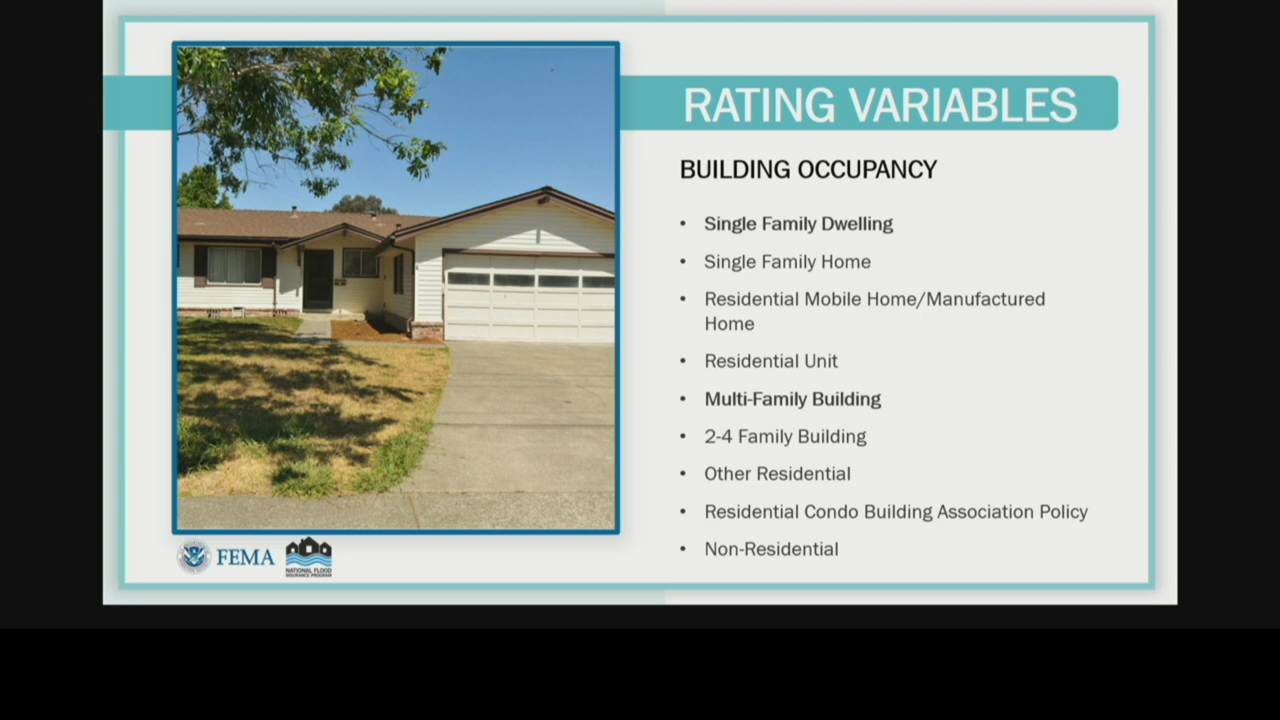 RATING VARIABLES
BUILDING OCCUPANCY
• Single Family Dwelling
• Single Family Home
• Residential Mobile Home/Manufactured
Home
• Residential Unit
• Multi-Family Building
• 2-4 Family Building
• Other Residential
• Residential Condo Building Association Policy
• Non-Residential
FEMA
NATIONAL FLOOD
INSURANCE PROGRAM